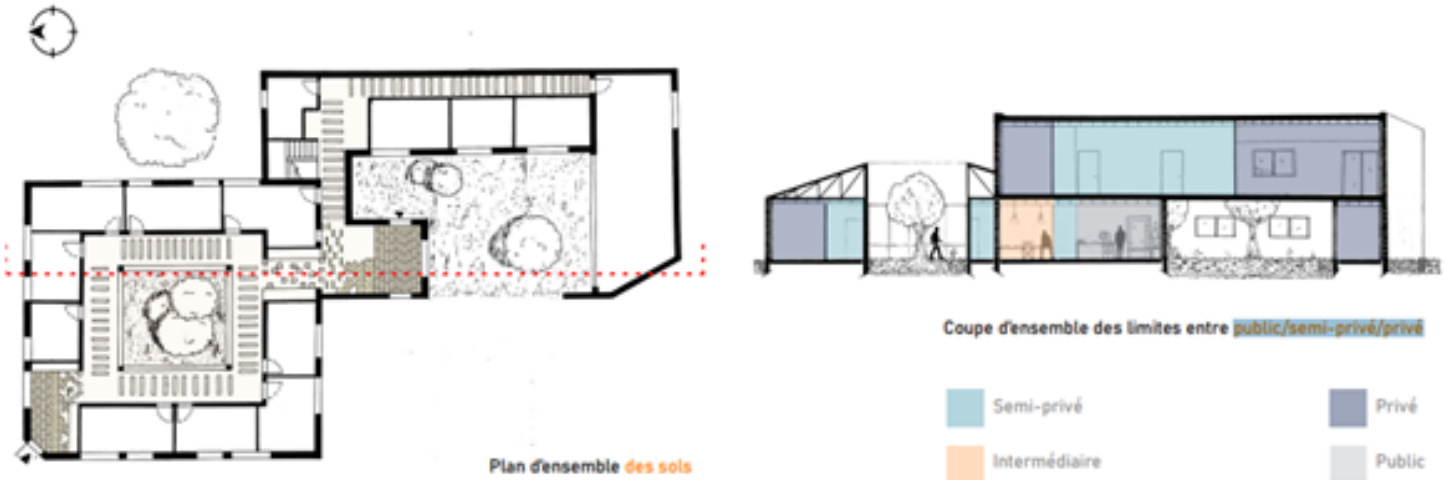 Plan d'ensemble des sols
Coupe d'ensemble des limites entre public/semi-privé/privé
Semi-privé
Privé
Intermédiaire
Public